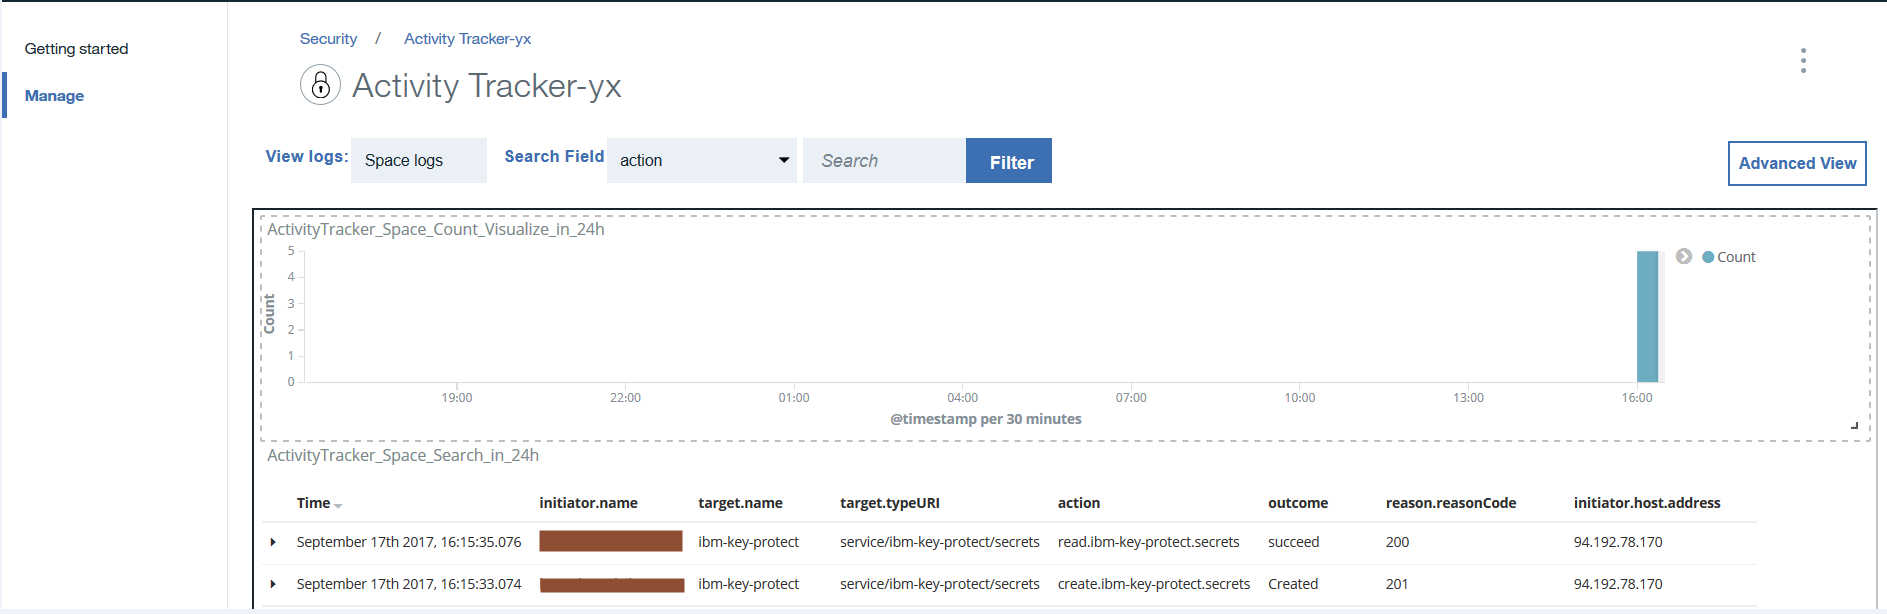 Getting started
Manage
Security / Activity Tracker-yx
Activity Tracker-yx
View logs: Space logs Search Field action Search Filter Advanced View
ActivityTracker_Space_Count_Visualize_in_24h
5
4
3
2
1
0
Count
Count
19:00 22:00 01:00 04:00 07:00 10:00 13:00 16:00
@timestamp per 30 minutes
ActivityTracker_Space_Search_in_24h
Time initiator.name target.name target.typeURI action outcome reason.reasonCode initiator.host.address
September 17th 2017, 16:15:35.076 ibm-key-protect service/ibm-key-protect/secrets read.ibm-key-protect.secrets succeed 200 94.192.78.170
September 17th 2017, 16:15:33.074 ibm-key-protect service/ibm-key-protect/secrets create.ibm-key-protect.secrets Created 201 94.192.78.170